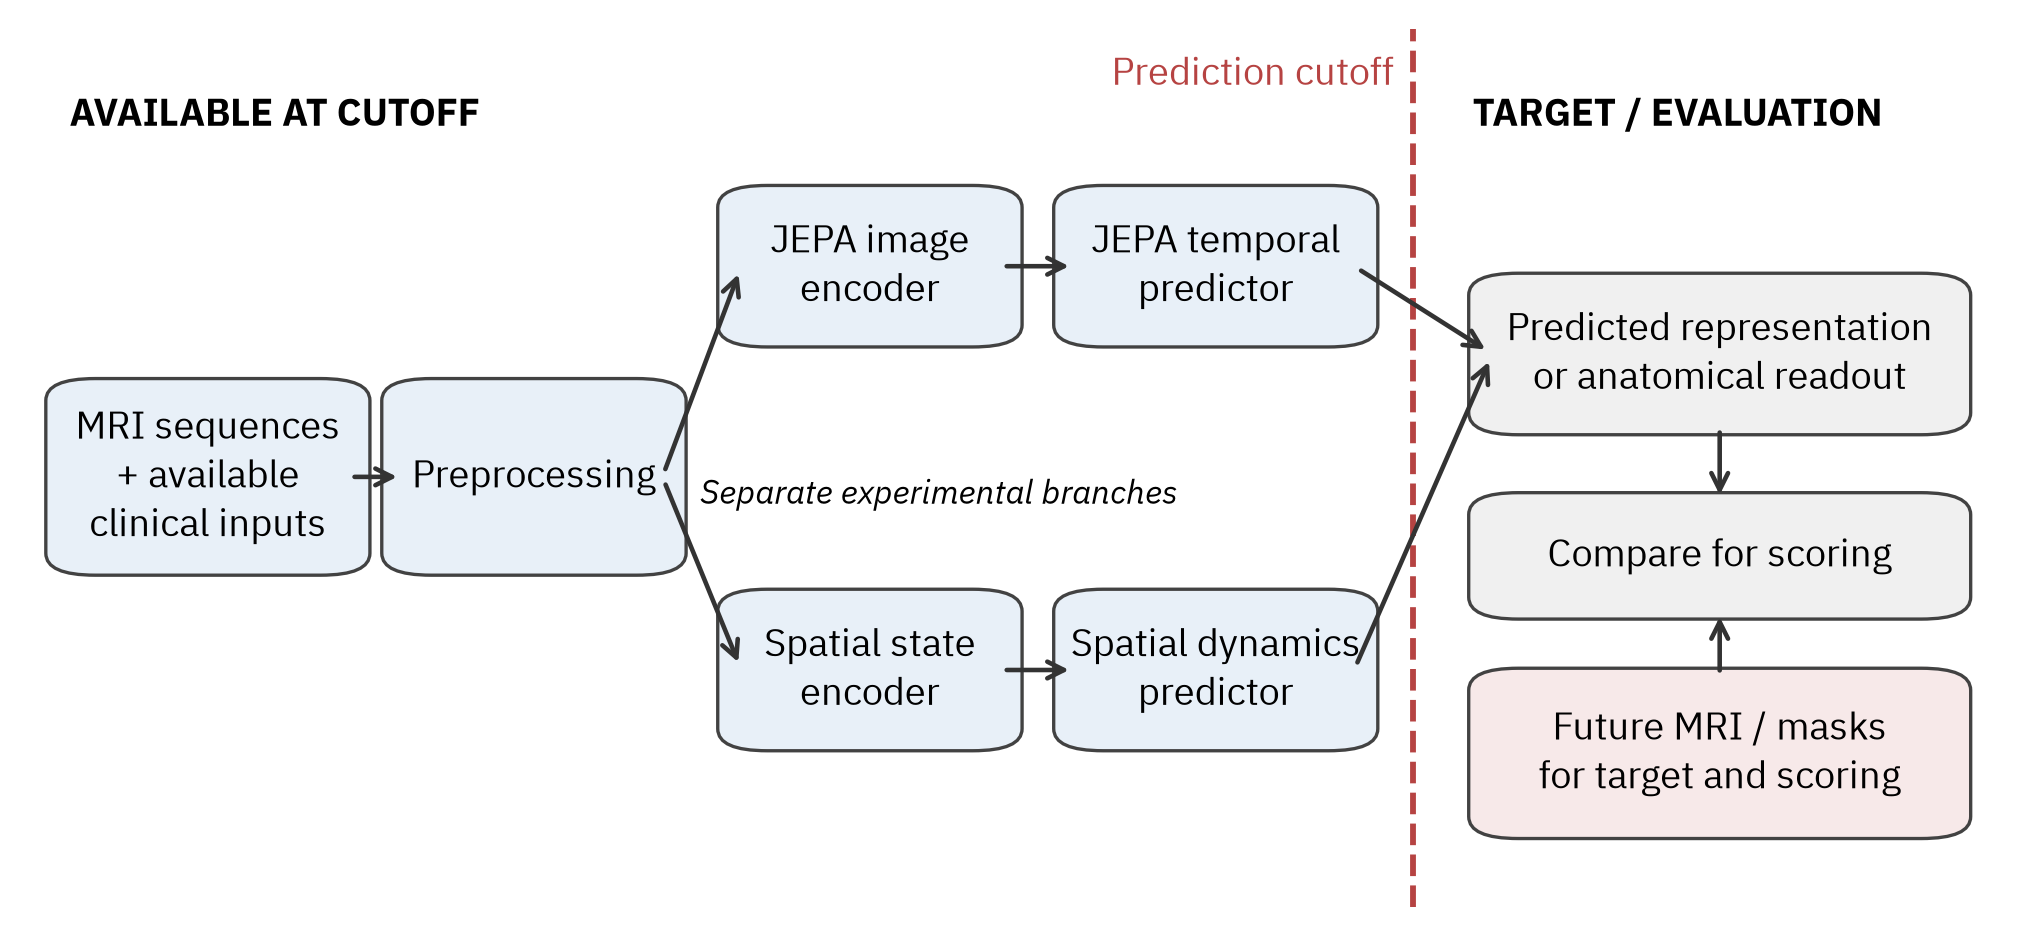 Prediction cutoff
AVAILABLE AT CUTOFF
TARGET / EVALUATION
JEPA image
encoder
JEPA temporal
predictor
Predicted representation
or anatomical readout
MRI sequences
+ available
clinical inputs
Preprocessing
Separate experimental branches
Compare for scoring
Spatial state
encoder
Spatial dynamics
predictor
Future MRI / masks
for target and scoring